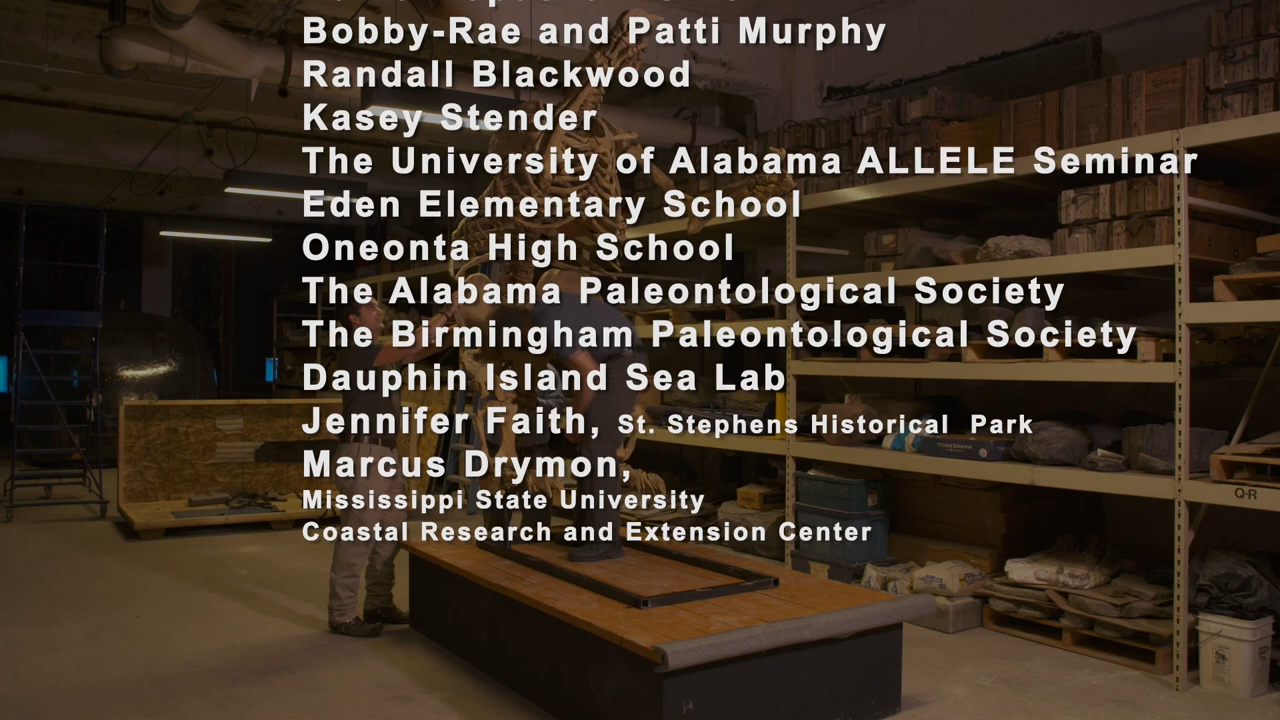 Bobby-Rae and Patti Murphy
Randall Blackwood
Kasey Stender
The University of Alabama ALLELE Seminar
Eden Elementary School
Oneonta High School
The Alabama Paleontological Society
The Birmingham Paleontological Society
Dauphin Island Sea Lab
Jennifer Faith, St. Stephens Historical Park
Marcus Drymon,
Mississippi State University
Coastal Research and Extension Center
Q-R